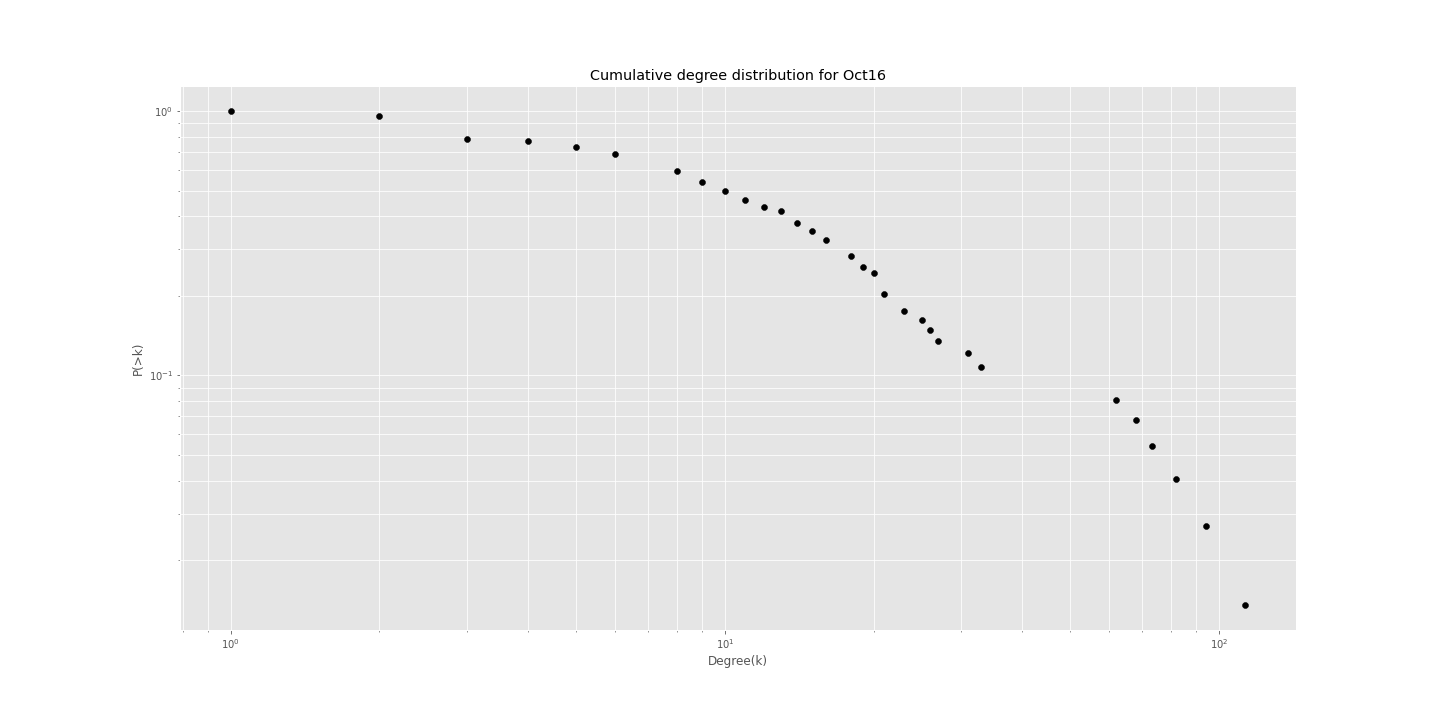 Cumulative degree distribution for Oct16
10⁰
P(>k)
10⁻¹
10⁰ 10¹ 10²
Degree(k)